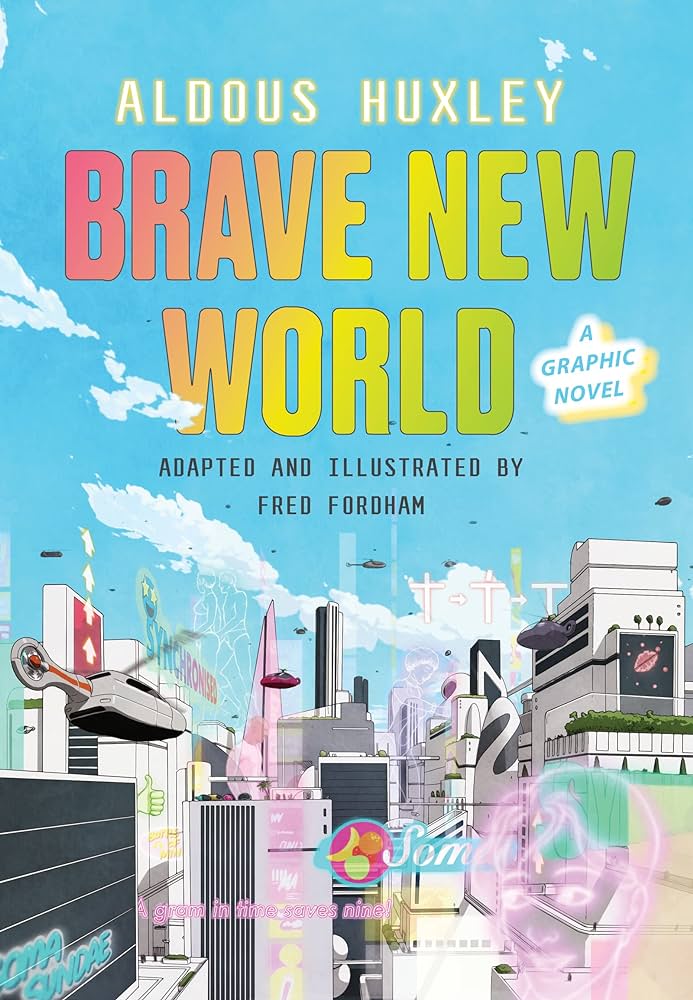 ALDOUS HUXLEY
BRAVE NEW
WORLD
A
GRAPHIC
NOVEL
ADAPTED AND ILLUSTRATED BY
FRED FORDHAM
SYNCHRONISED
Soma
A gram in time saves nine!
SOMA
SUNDAE